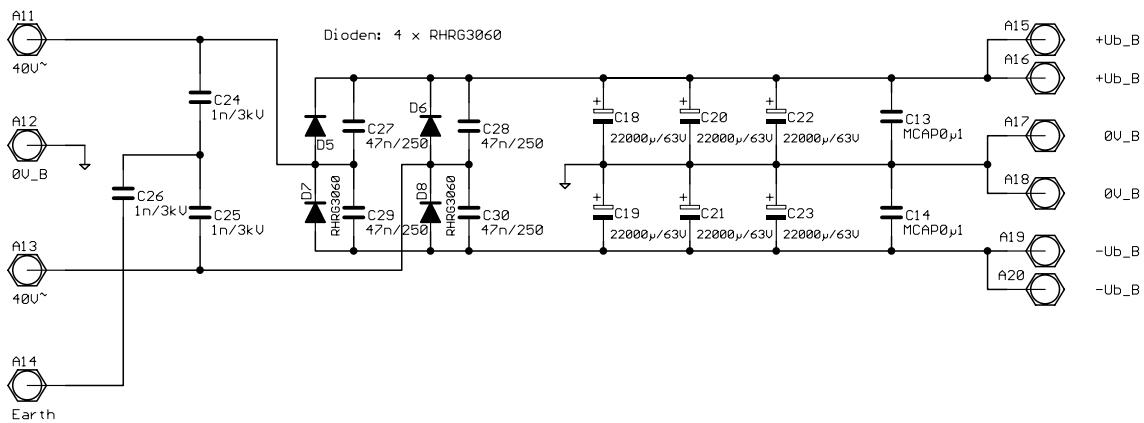 A11
40V~
A12
0V_B
A13
40V~
A14
Earth
C24
1n/3kV
C26
1n/3kV
C25
1n/3kV
Dioden: 4 x RHRG3060
D5
C27
47n/250
D6
C28
47n/250
D7
RHRG3060
C29
47n/250
D8
RHRG3060
C30
47n/250
+
C18
22000µ/63V
+
C20
22000µ/63V
+
C22
22000µ/63V
C13
MCAP0µ1
+
C19
22000µ/63V
+
C21
22000µ/63V
+
C23
22000µ/63V
C14
MCAP0µ1
A15
+Ub_B
A16
+Ub_B
A17
0V_B
A18
0V_B
A19
-Ub_B
A20
-Ub_B